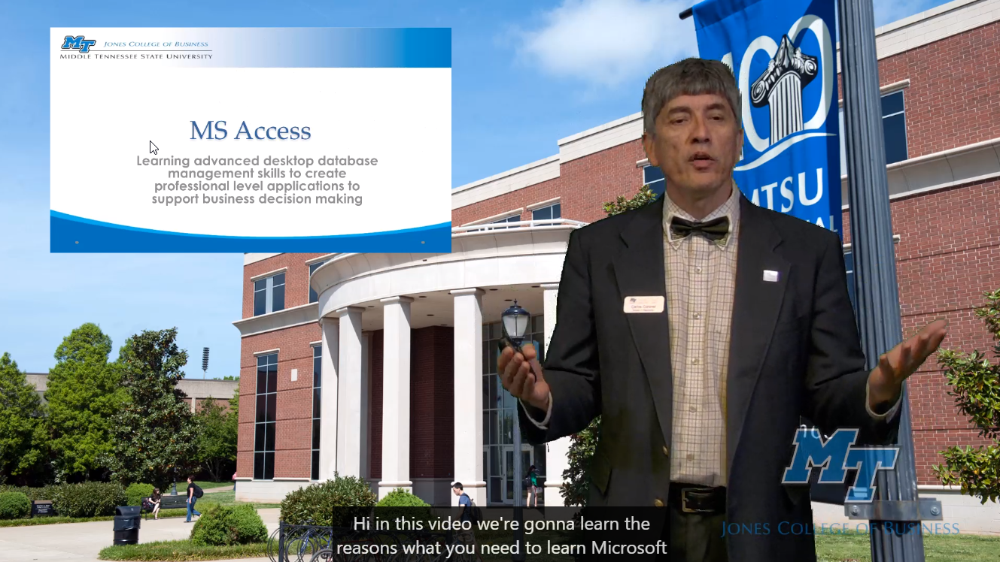 MT JONES COLLEGE OF BUSINESS
MIDDLE TENNESSEE STATE UNIVERSITY
MS Access
Learning advanced desktop database
management skills to create
professional level applications to
support business decision making
100
MTSU
MT
JONES COLLEGE OF BUSINESS
Hi in this video we're gonna learn the
reasons what you need to learn Microsoft